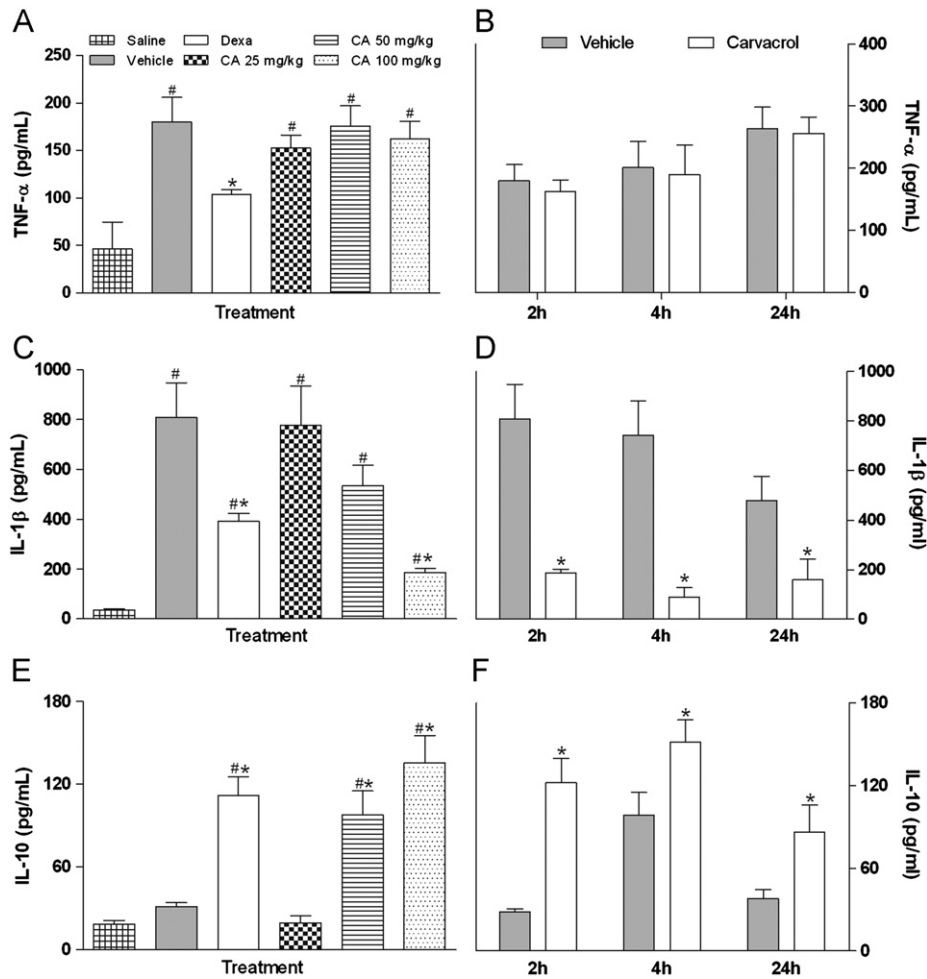 A
Saline Dexa CA 50 mg/kg
Vehicle CA 25 mg/kg CA 100 mg/kg
TNF-α (pg/mL)
250
200
150
100
50
0
# * # # #
Treatment
B
Vehicle Carvacrol
400
300
200
100
0
TNF-α (pg/mL)
2h 4h 24h
C
IL-1β (pg/mL)
1000
800
600
400
200
0
# #* # # #*
Treatment
D
1000
800
600
400
200
0
IL-1β (pg/ml)
* * *
2h 4h 24h
E
IL-10 (pg/mL)
180
120
60
0
#* #* #*
Treatment
F
180
120
60
0
IL-10 (pg/ml)
* * *
2h 4h 24h